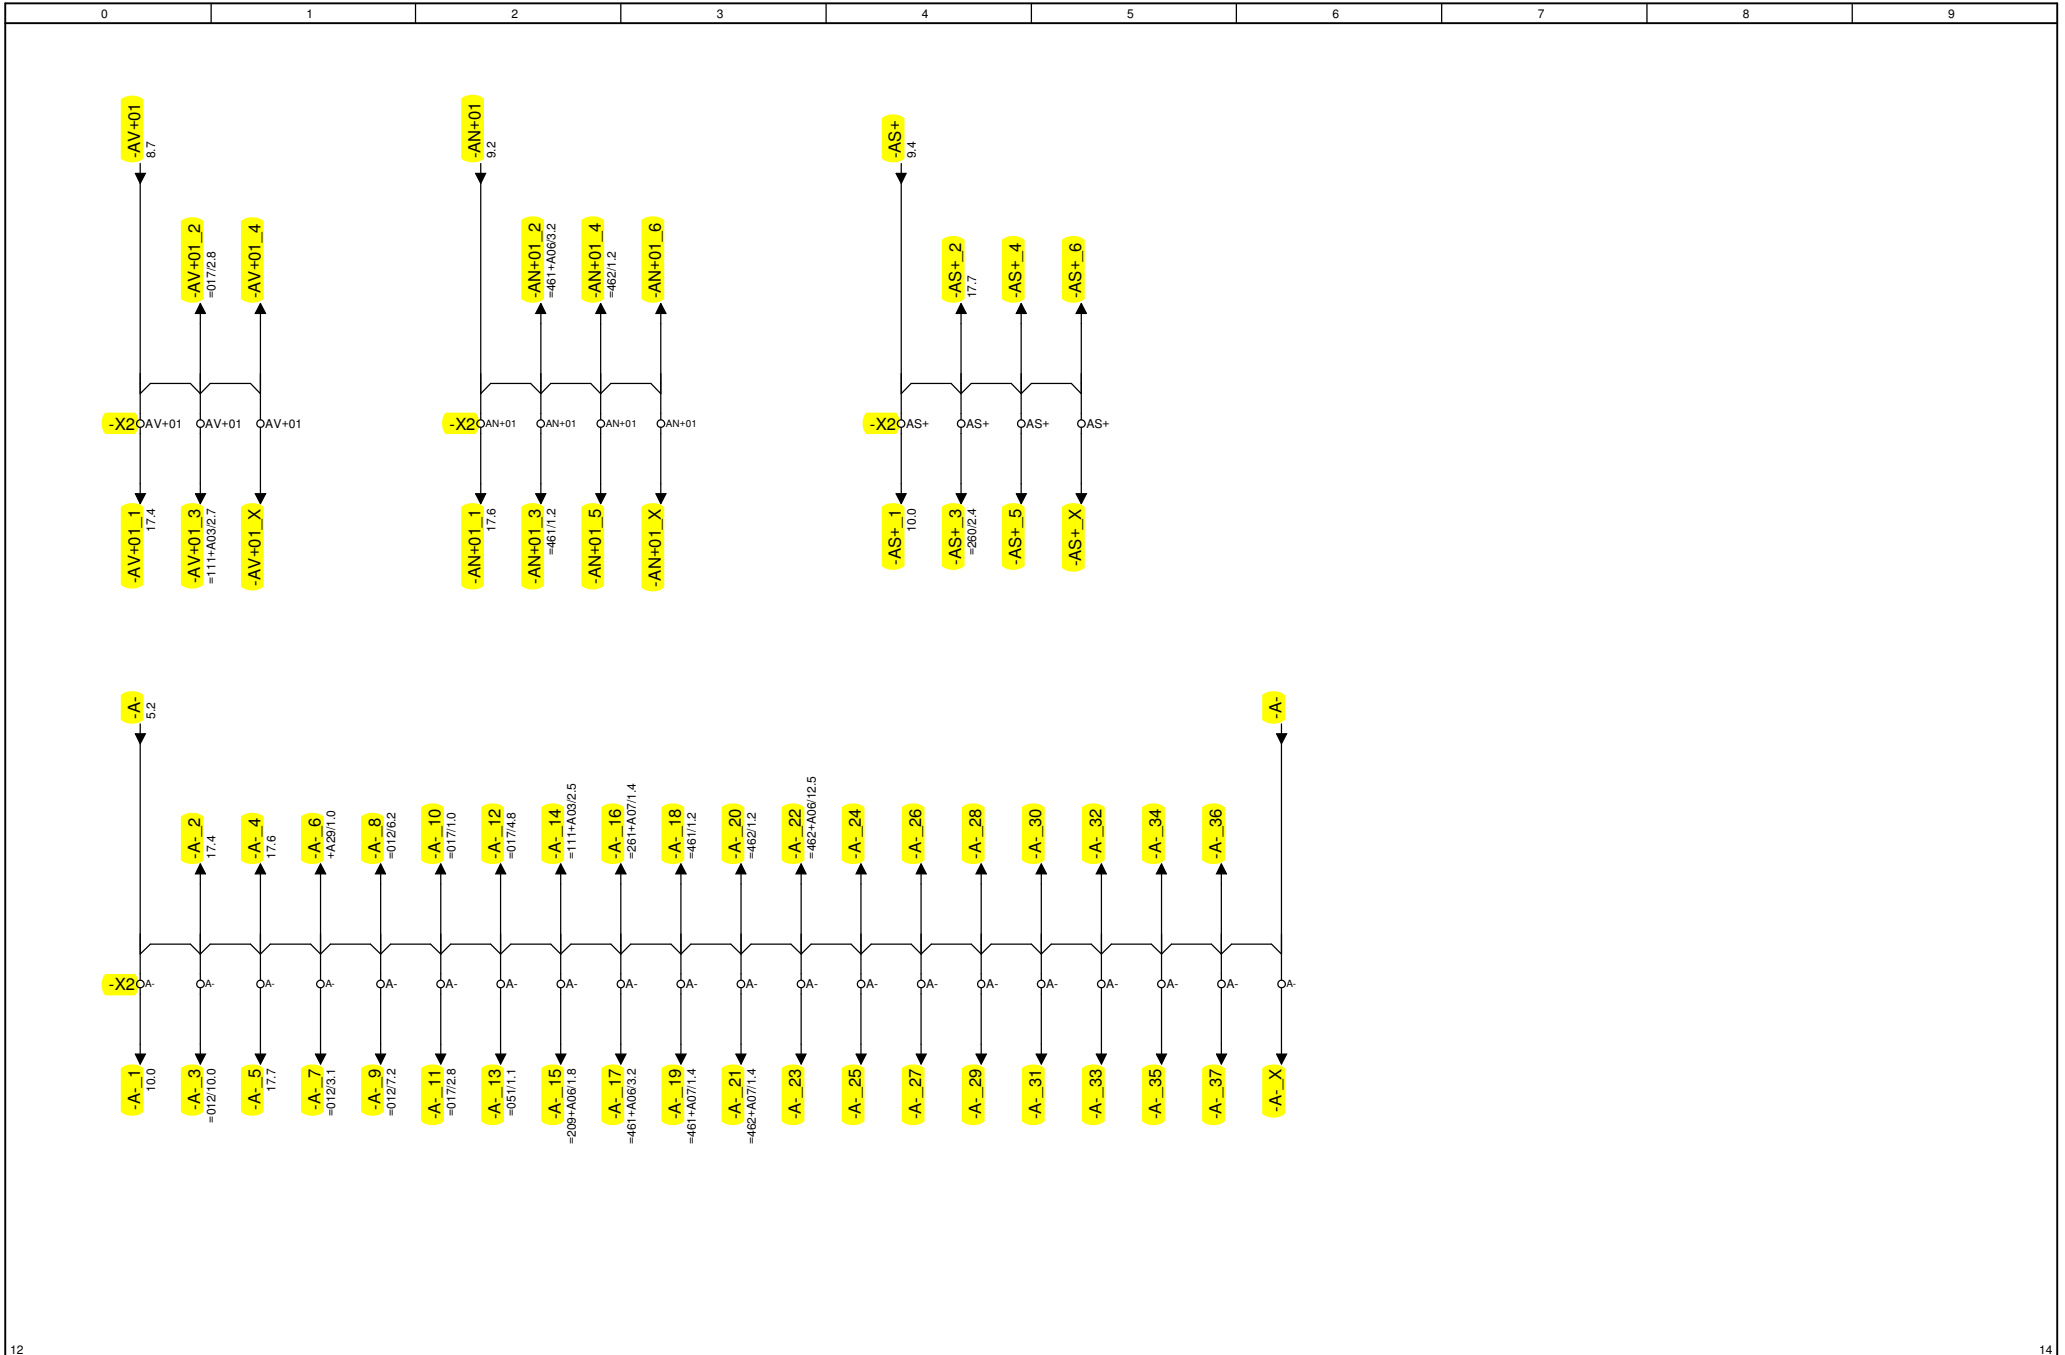 0 1 2 3 4 5 6 7 8 9
-AV+01
8.7
-AN+01
9.2
-AS+
9.4
-AV+01_2
=017/2.8
-AV+01_4
-AN+01_2
=461+A06/3.2
-AN+01_4
=462/1.2
-AN+01_6
-AS+_2
17.7
-AS+_4
-AS+_6
-X2 AV+01 AV+01 AV+01
-X2 AN+01 AN+01 AN+01 AN+01
-X2 AS+ AS+ AS+ AS+
-AV+01_1
17.4
-AV+01_3
=111+A03/2.7
-AV+01_X
-AN+01_1
17.6
-AN+01_3
=461/1.2
-AN+01_5
-AN+01_X
-AS+_1
10.0
-AS+_3
=260/2.4
-AS+_5
-AS+_X
-A-
5.2
-A-
-A-_2
17.4
-A-_4
17.6
-A-_6
+A29/1.0
-A-_8
=012/6.2
-A-_10
=017/1.0
-A-_12
=017/4.8
-A-_14
=111+A03/2.5
-A-_16
=261+A07/1.4
-A-_18
=461/1.2
-A-_20
=462/1.2
-A-_22
=462+A06/12.5
-A-_24
-A-_26
-A-_28
-A-_30
-A-_32
-A-_34
-A-_36
-X2 A- A- A- A- A- A- A- A- A- A- A- A- A- A- A- A- A- A- A- A-
-A-_1
10.0
-A-_3
=012/10.0
-A-_5
17.7
-A-_7
=012/3.1
-A-_9
=012/7.2
-A-_11
=017/2.8
-A-_13
=051/1.1
-A-_15
=209+A06/1.8
-A-_17
=461+A06/3.2
-A-_19
=461+A07/1.4
-A-_21
=462+A07/1.4
-A-_23
-A-_25
-A-_27
-A-_29
-A-_31
-A-_33
-A-_35
-A-_37
-A-_X
12
14